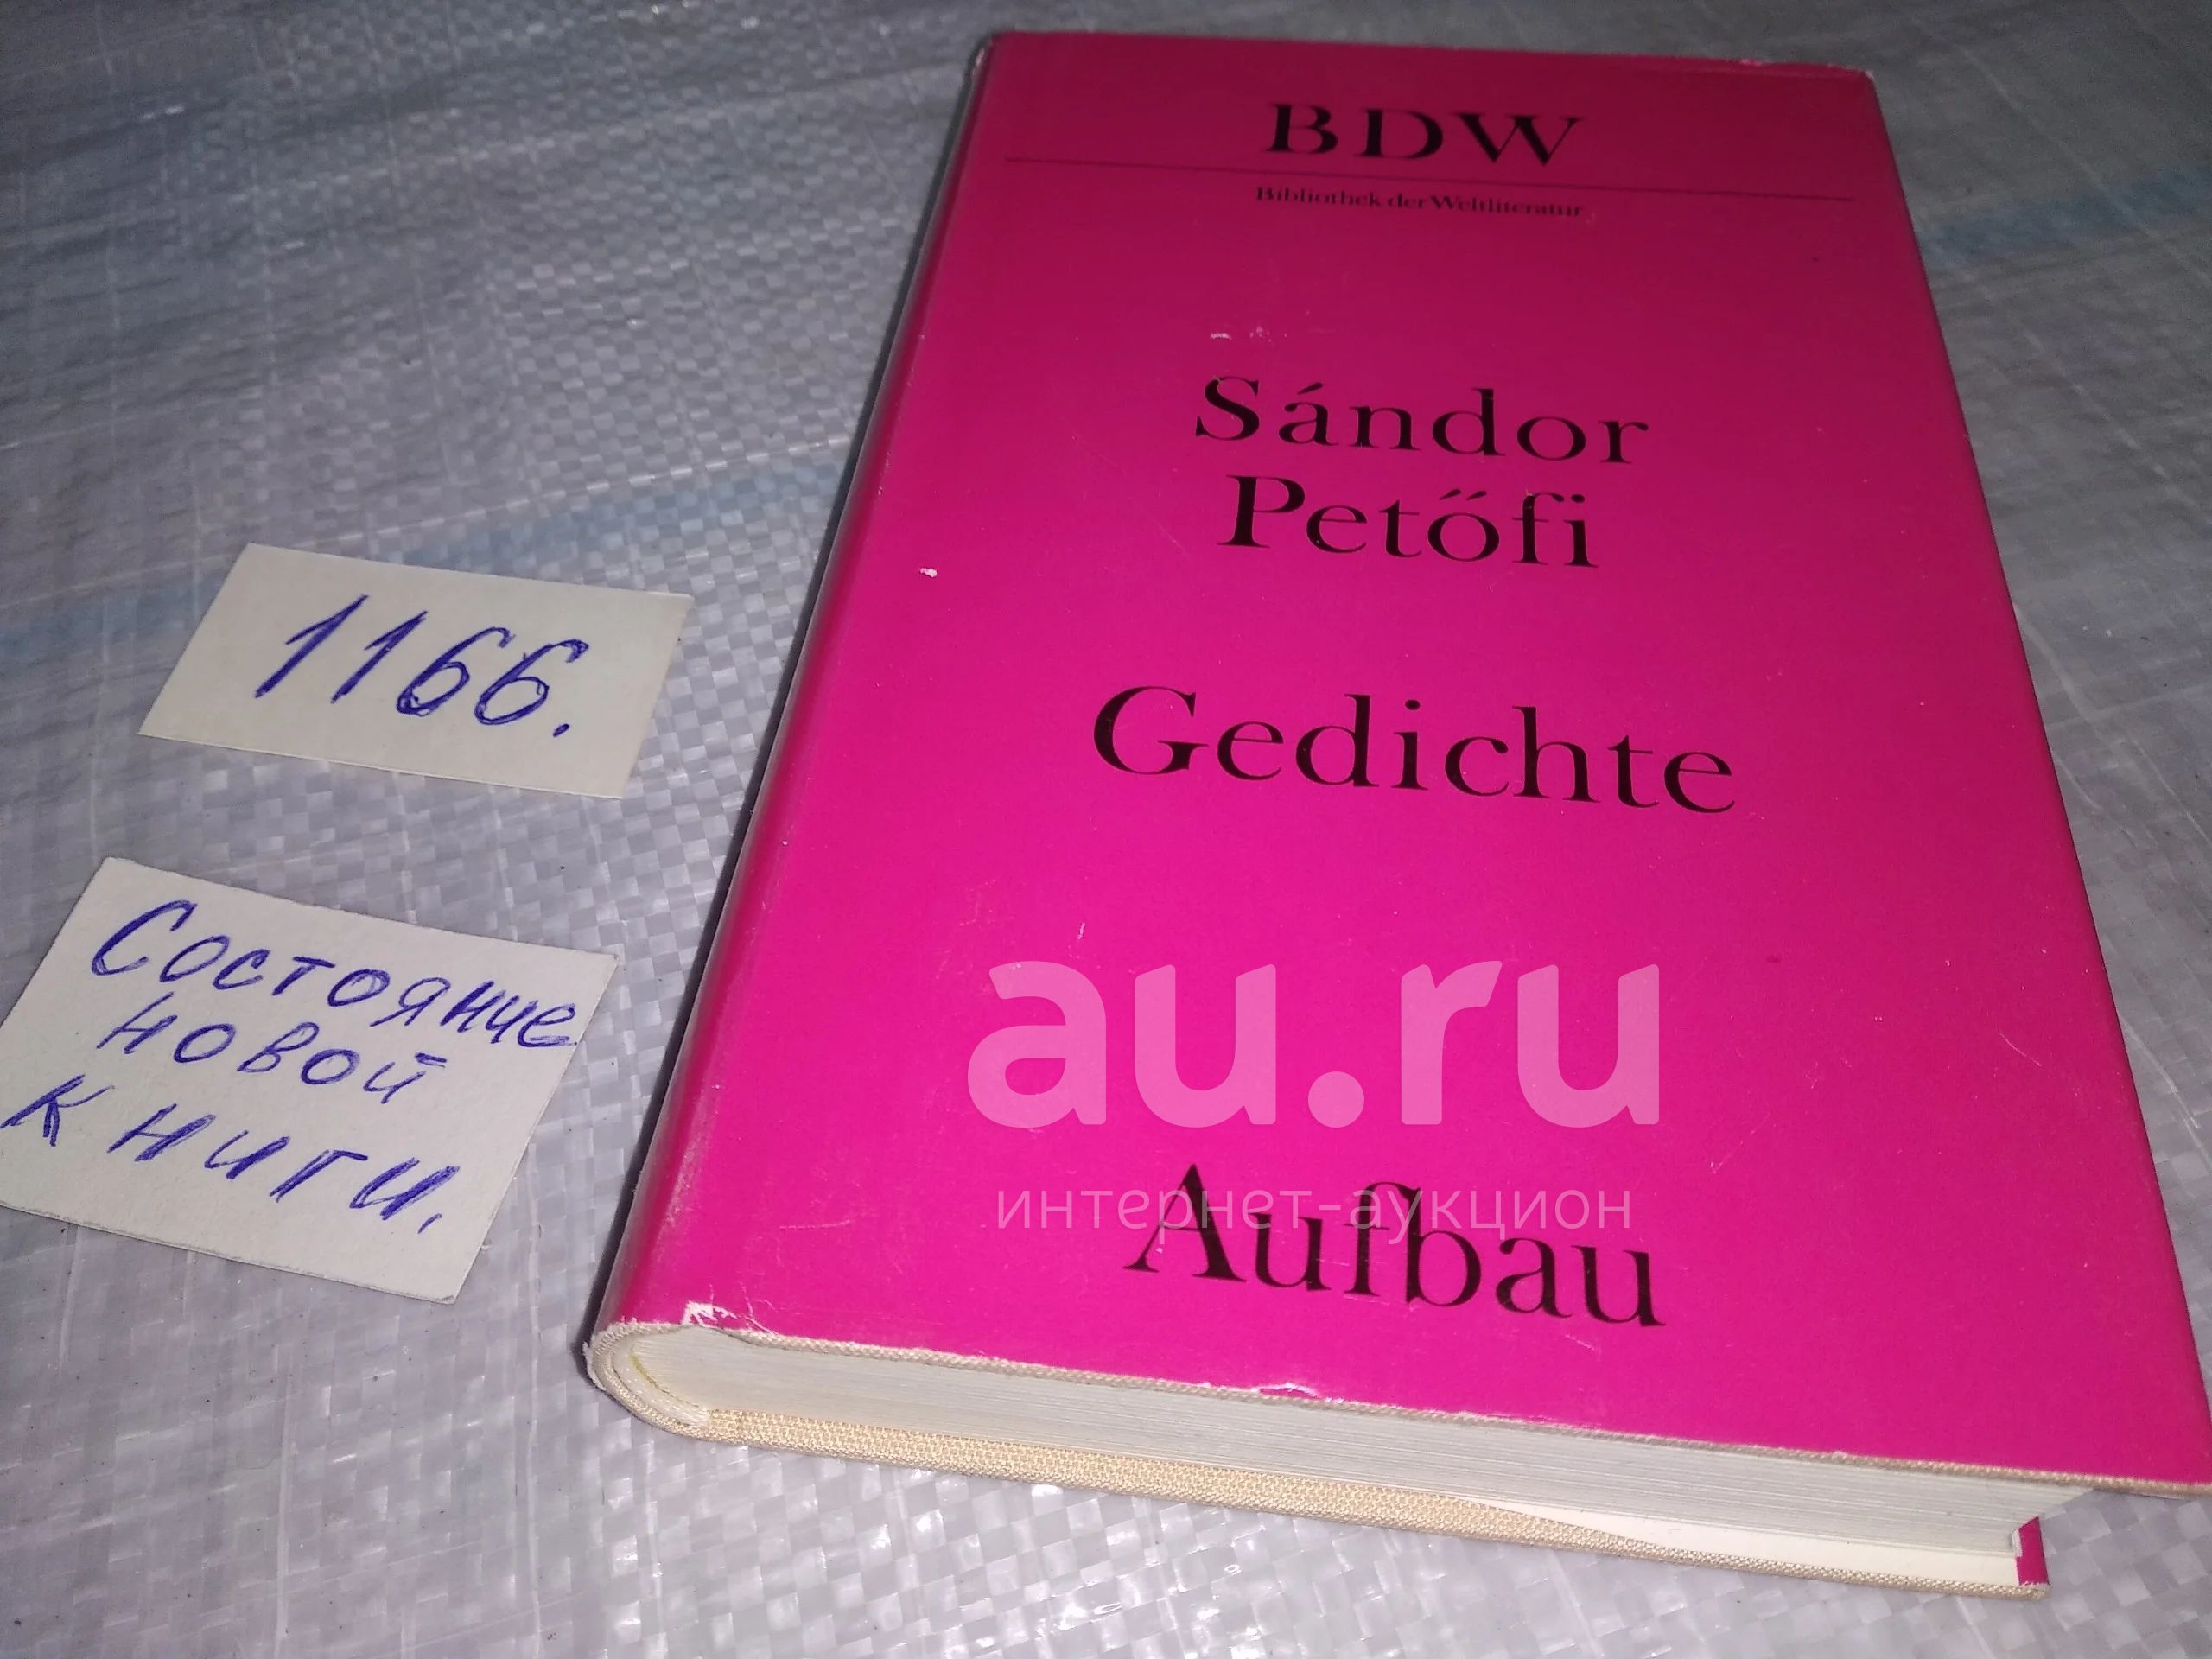 BDW
Bibliothek der Weltliteratur
Sándor
Petőfi
Gedichte
Aufbau
1166.
Состояние
новой
книги.
au.ru
интернет-аукцион